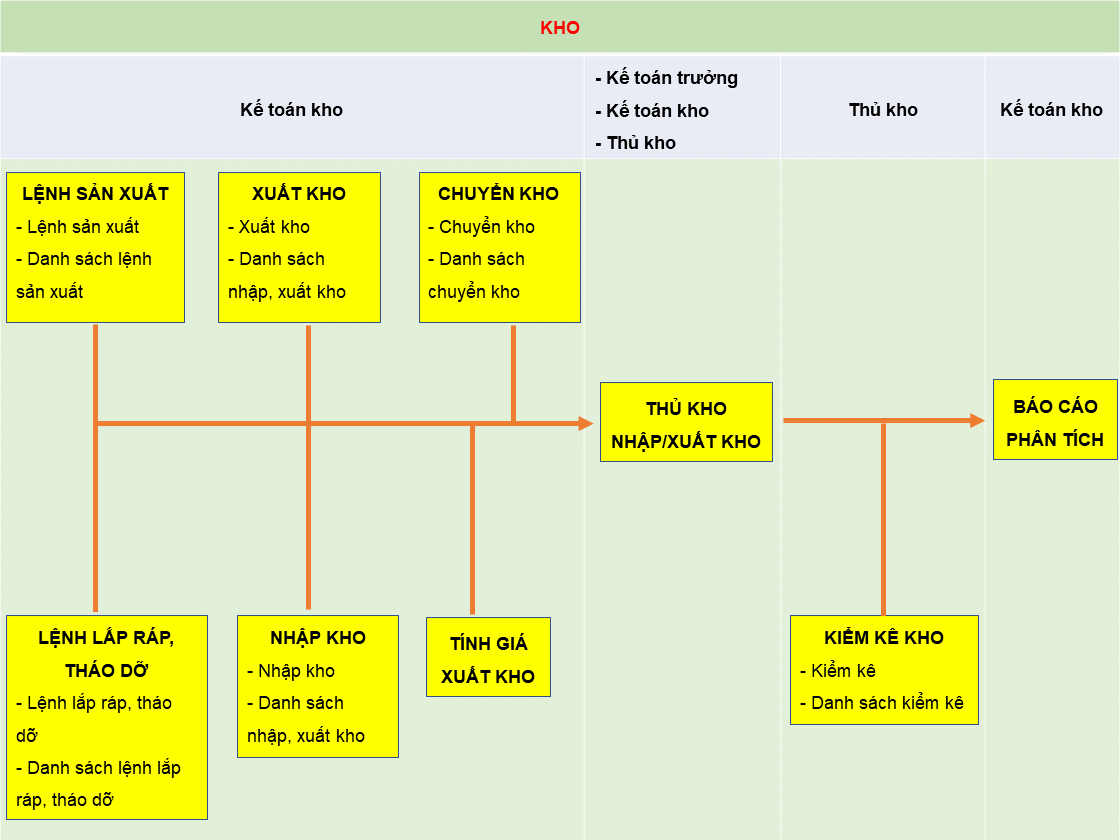 KHO
Kế toán kho
- Kế toán trưởng
- Kế toán kho
- Thủ kho
Thủ kho
Kế toán kho
LỆNH SẢN XUẤT
- Lệnh sản xuất
- Danh sách lệnh
sản xuất
XUẤT KHO
- Xuất kho
- Danh sách
nhập, xuất kho
CHUYỂN KHO
- Chuyển kho
- Danh sách
chuyển kho
THỦ KHO
NHẬP/XUẤT KHO
BÁO CÁO
PHÂN TÍCH
LỆNH LẮP RÁP,
THÁO DỠ
- Lệnh lắp ráp, tháo
dỡ
- Danh sách lệnh lắp
ráp, tháo dỡ
NHẬP KHO
- Nhập kho
- Danh sách
nhập, xuất kho
TÍNH GIÁ
XUẤT KHO
KIỂM KÊ KHO
- Kiểm kê
- Danh sách kiểm kê